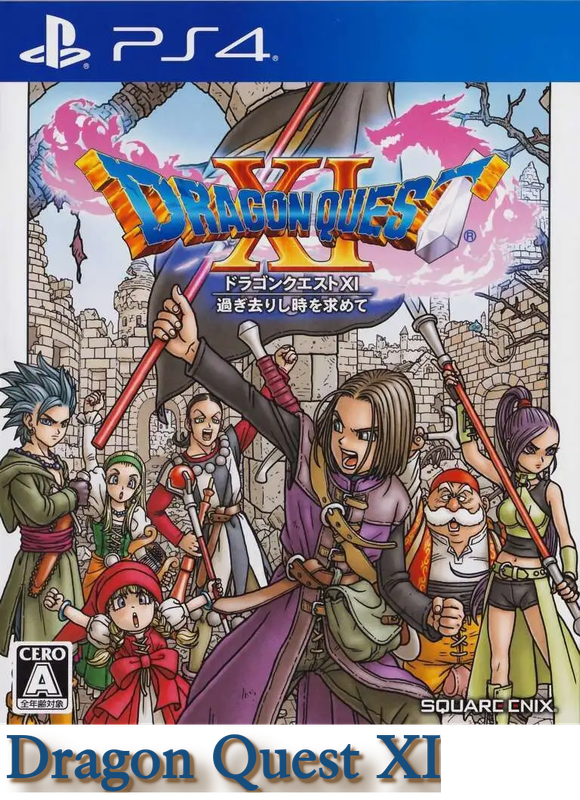 PS4
DRAGON QUEST
XI
®
ドラゴンクエストXI
過ぎ去りし時を求めて
CERO
A
全年齢対象
SQUARE ENIX.
Dragon Quest XI